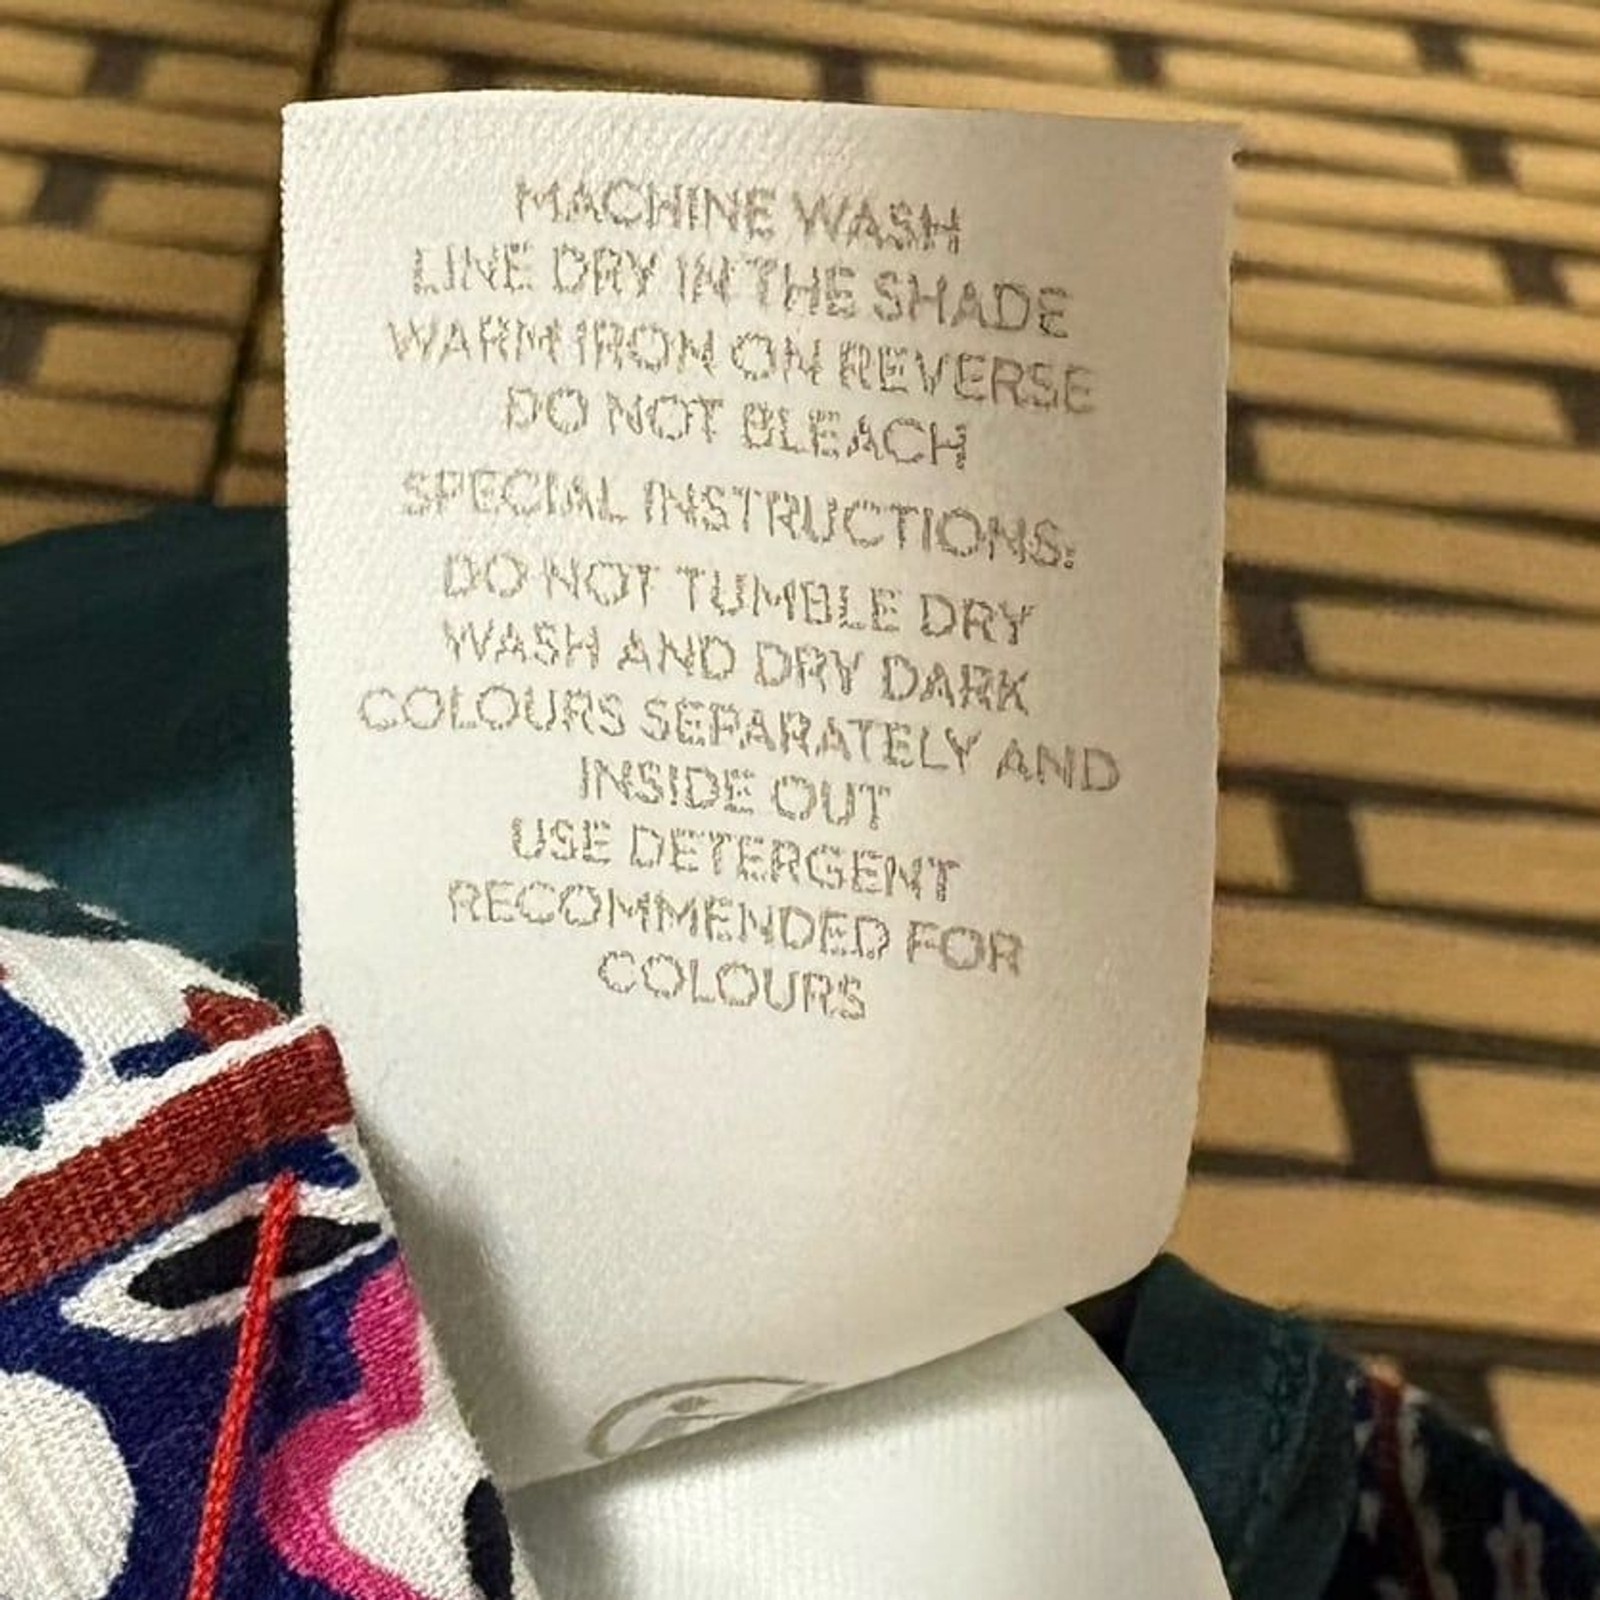 MACHINE WASH
LINE DRY IN THE SHADE
WARM IRON ON REVERSE
DO NOT BLEACH
SPECIAL INSTRUCTIONS:
DO NOT TUMBLE DRY
WASH AND DRY DARK
COLOURS SEPARATELY AND
INSIDE OUT
USE DETERGENT
RECOMMENDED FOR
COLOURS